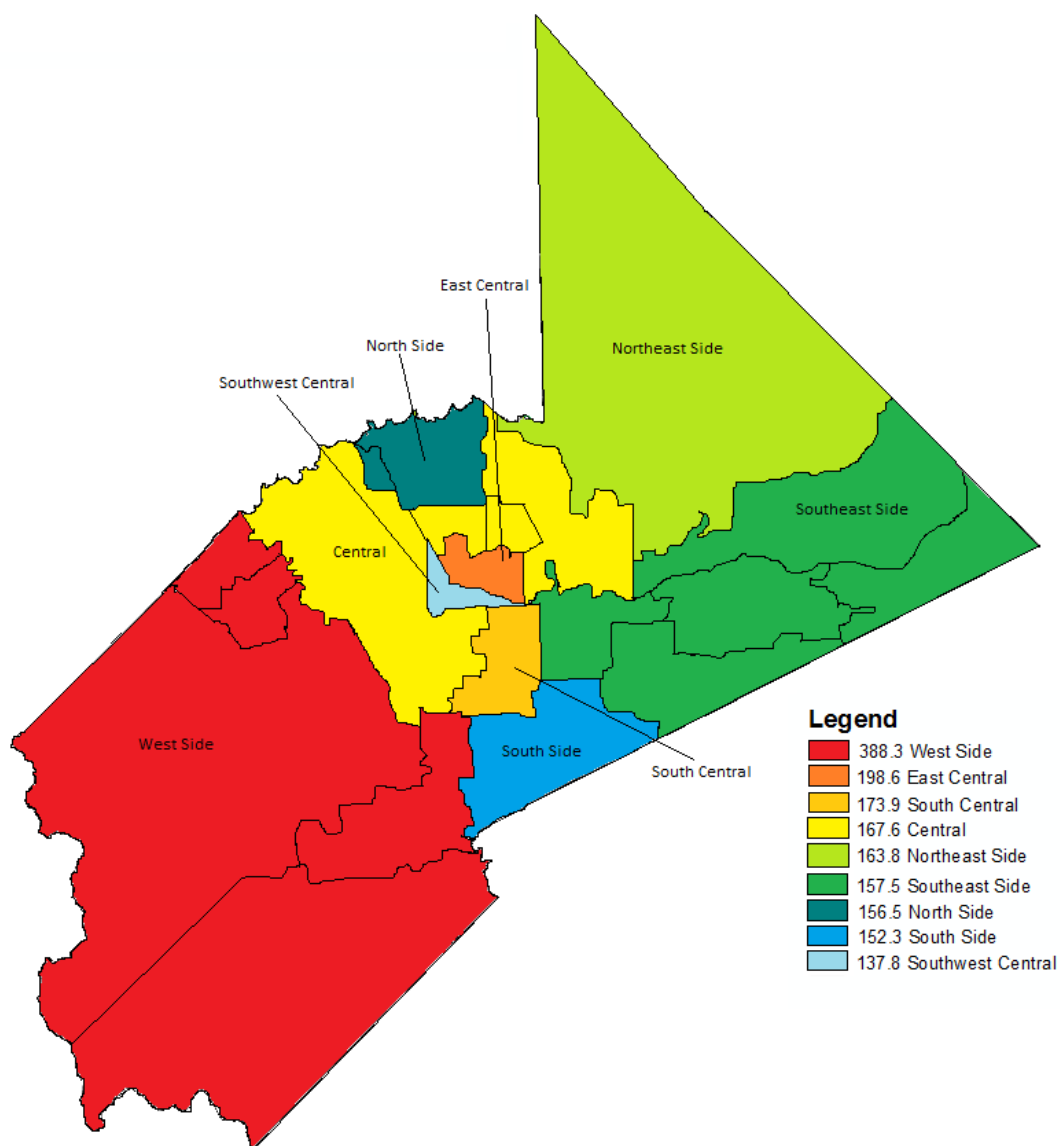 East Central
North Side
Northeast Side
Southwest Central
Southeast Side
Central
West Side
South Side
South Central
Legend
388.3 West Side
198.6 East Central
173.9 South Central
167.6 Central
163.8 Northeast Side
157.5 Southeast Side
156.5 North Side
152.3 South Side
137.8 Southwest Central